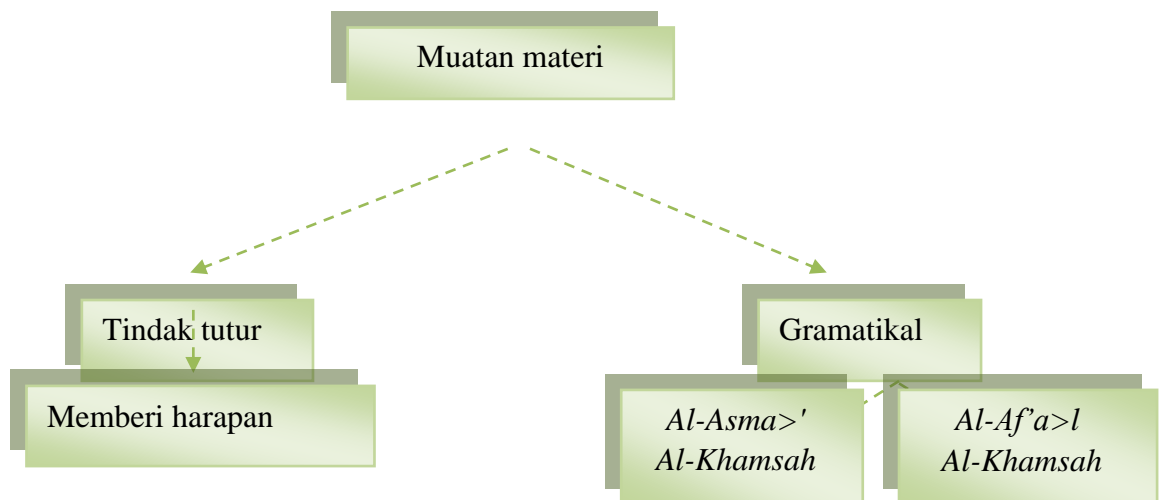 Muatan materi
Tindak tutur
Gramatikal
Memberi harapan
Al-Asma>'
Al-Khamsah
Al-Af’a>l
Al-Khamsah